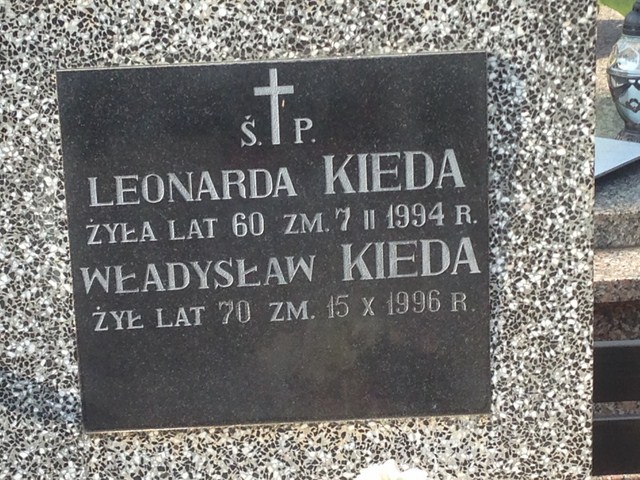 Ś. P.
LEONARDA KIEDA
ŻYŁA LAT 60 ZM. 7 II 1994 R.
WŁADYSŁAW KIEDA
ŻYŁ LAT 70 ZM. 15 X 1996 R.